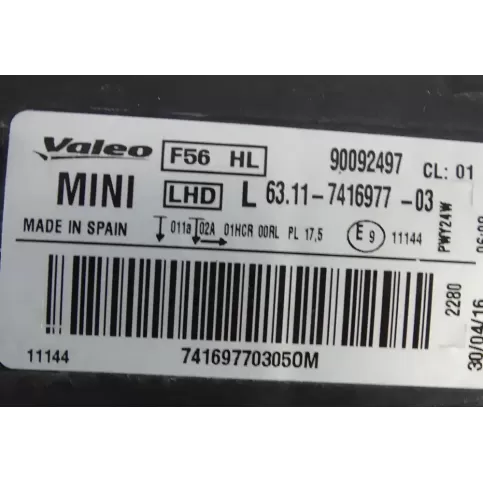 Valeo F56 HL 90092497 CL: 01
MINI LHD L 63.11-7416977-03
MADE IN SPAIN 011a 02A 01HCR 00RL PL 17,5 E9 11144
11144 74169770305OM
PWY24W
2280
30/04/16